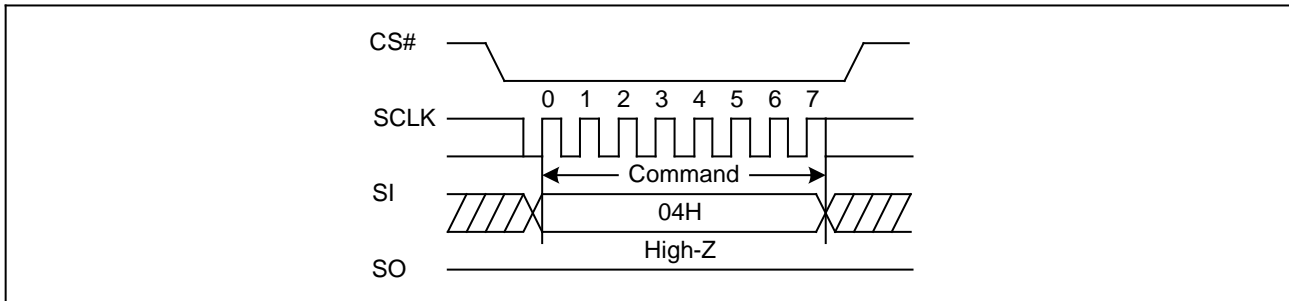 CS#
0 1 2 3 4 5 6 7
SCLK
Command
SI
04H
High-Z
SO